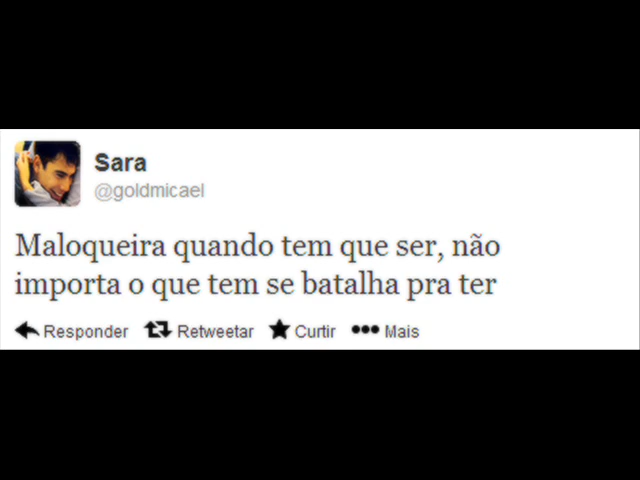 Sara
@goldmicael
Maloqueira quando tem que ser, não
importa o que tem se batalha pra ter
Responder Retweetar Curtir Mais